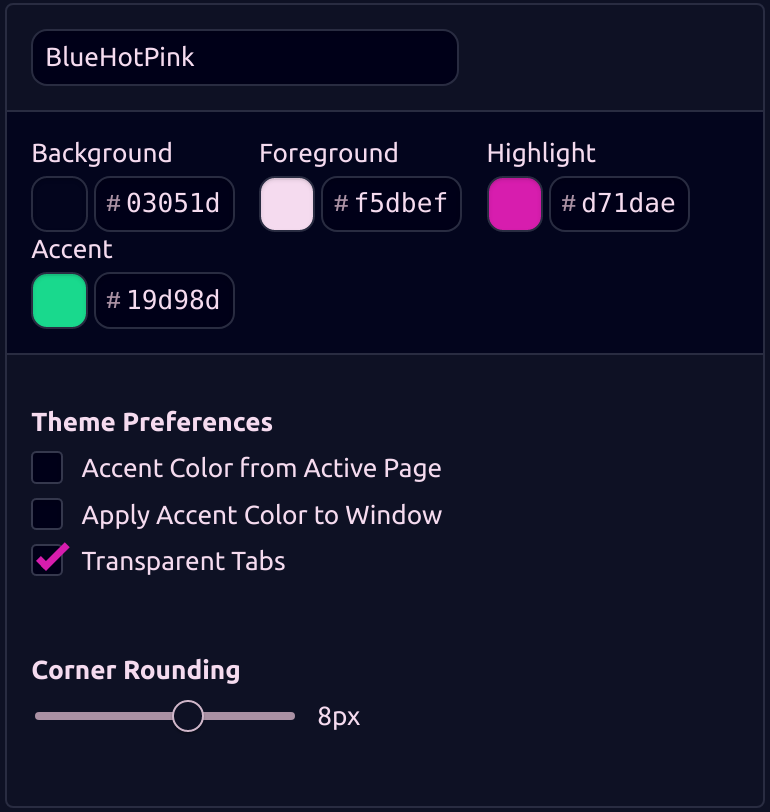 BlueHotPink
Background Foreground Highlight
# 03051d # f5dbef # d71dae
Accent
# 19d98d
Theme Preferences
Accent Color from Active Page
Apply Accent Color to Window
Transparent Tabs
Corner Rounding
8px